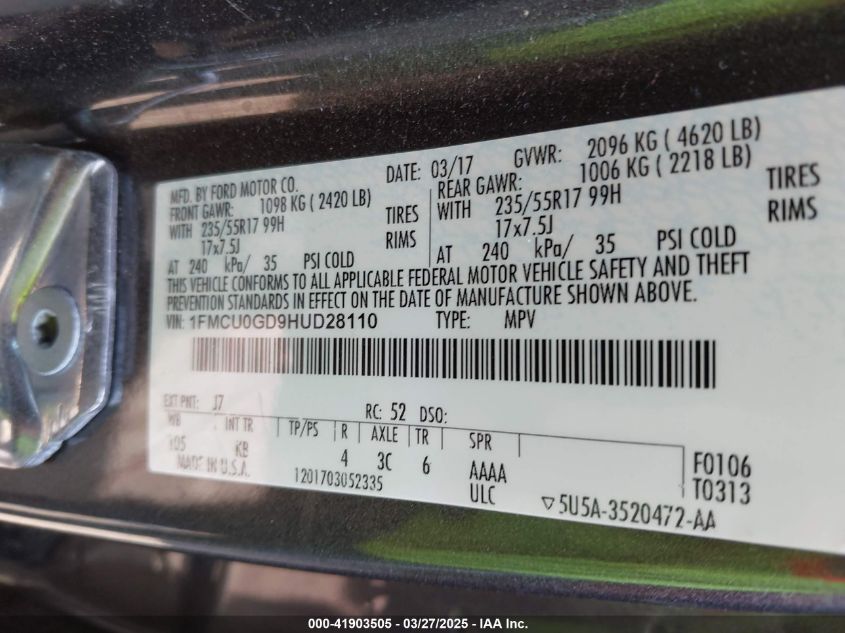 MFD. BY FORD MOTOR CO.
DATE: 03/17 GVWR: 2096 KG ( 4620 LB)
FRONT GAWR: 1098 KG ( 2420 LB)
REAR GAWR: 1006 KG ( 2218 LB)
WITH 235/55R17 99H TIRES
WITH 235/55R17 99H TIRES
17x7.5J RIMS
17x7.5J RIMS
AT 240 kPa/ 35 PSI COLD
AT 240 kPa/ 35 PSI COLD
THIS VEHICLE CONFORMS TO ALL APPLICABLE FEDERAL MOTOR VEHICLE SAFETY AND THEFT
PREVENTION STANDARDS IN EFFECT ON THE DATE OF MANUFACTURE SHOWN ABOVE.
VIN: 1FMCU0GD9HUD28110 TYPE: MPV
EXT PNT: J7 RC: 52 DSO:
WB INT TR TP/PS R AXLE TR SPR
105 KB 4 3C 6 AAAA F0106
MADE IN U.S.A. 1201703052335 ULC T0313
▽5U5A-3520472-AA
000-41903505 - 03/27/2025 - IAA Inc.